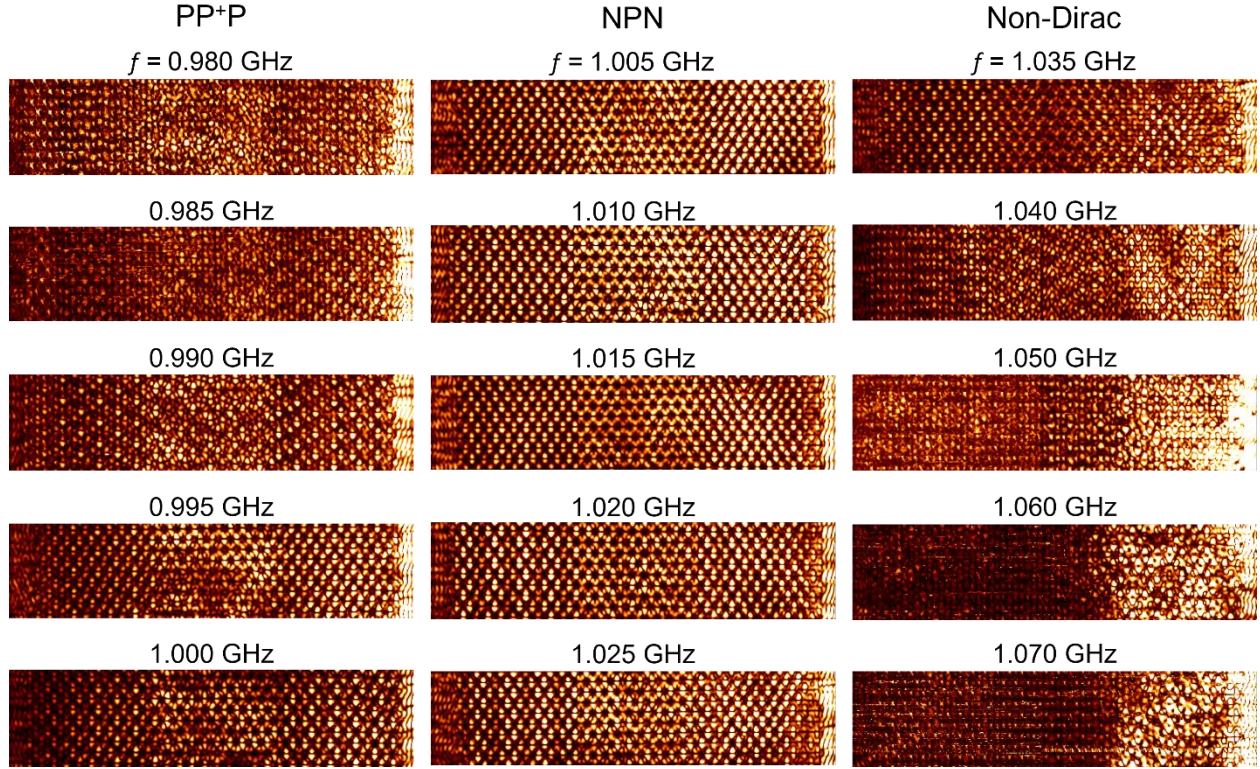 PP⁺P NPN Non-Dirac
f = 0.980 GHz f = 1.005 GHz f = 1.035 GHz
0.985 GHz 1.010 GHz 1.040 GHz
0.990 GHz 1.015 GHz 1.050 GHz
0.995 GHz 1.020 GHz 1.060 GHz
1.000 GHz 1.025 GHz 1.070 GHz